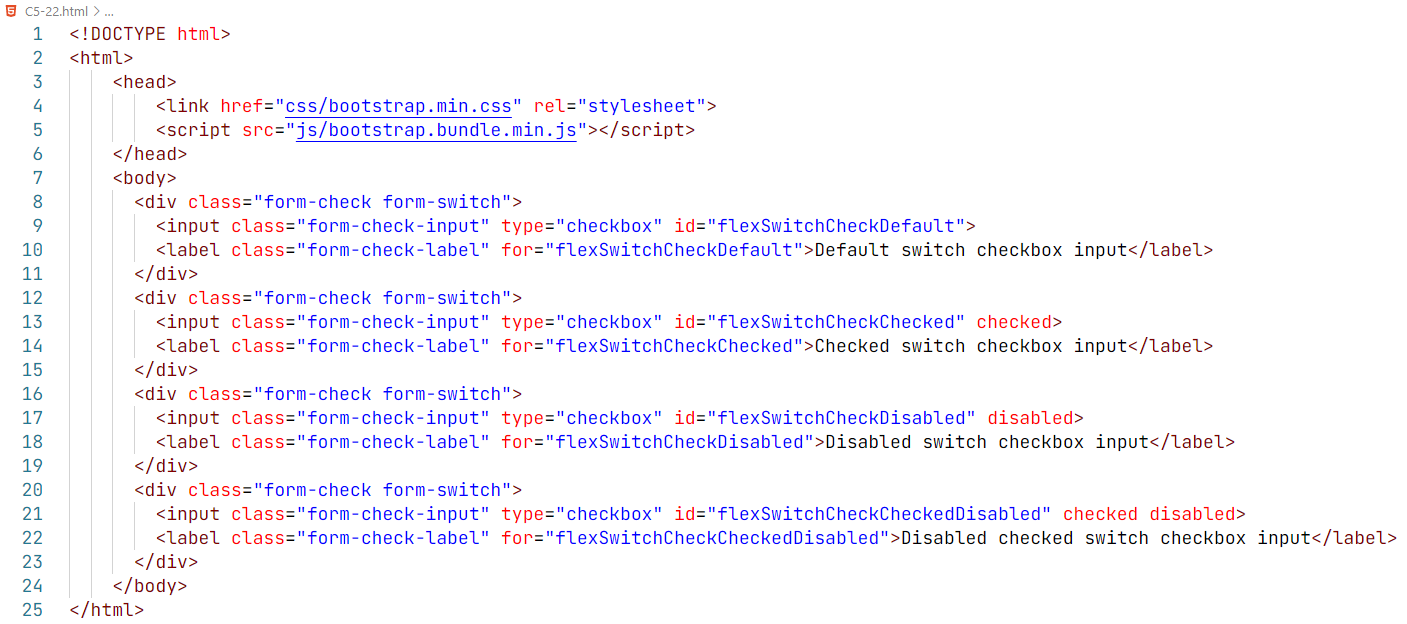 C5-22.html > ...
1 <!DOCTYPE html>
2 <html>
3     <head>
4         <link href="css/bootstrap.min.css" rel="stylesheet">
5         <script src="js/bootstrap.bundle.min.js"></script>
6     </head>
7     <body>
8       <div class="form-check form-switch">
9         <input class="form-check-input" type="checkbox" id="flexSwitchCheckDefault">
10         <label class="form-check-label" for="flexSwitchCheckDefault">Default switch checkbox input</label>
11       </div>
12       <div class="form-check form-switch">
13         <input class="form-check-input" type="checkbox" id="flexSwitchCheckChecked" checked>
14         <label class="form-check-label" for="flexSwitchCheckChecked">Checked switch checkbox input</label>
15       </div>
16       <div class="form-check form-switch">
17         <input class="form-check-input" type="checkbox" id="flexSwitchCheckDisabled" disabled>
18         <label class="form-check-label" for="flexSwitchCheckDisabled">Disabled switch checkbox input</label>
19       </div>
20       <div class="form-check form-switch">
21         <input class="form-check-input" type="checkbox" id="flexSwitchCheckCheckedDisabled" checked disabled>
22         <label class="form-check-label" for="flexSwitchCheckCheckedDisabled">Disabled checked switch checkbox input</label>
23       </div>
24     </body>
25 </html>